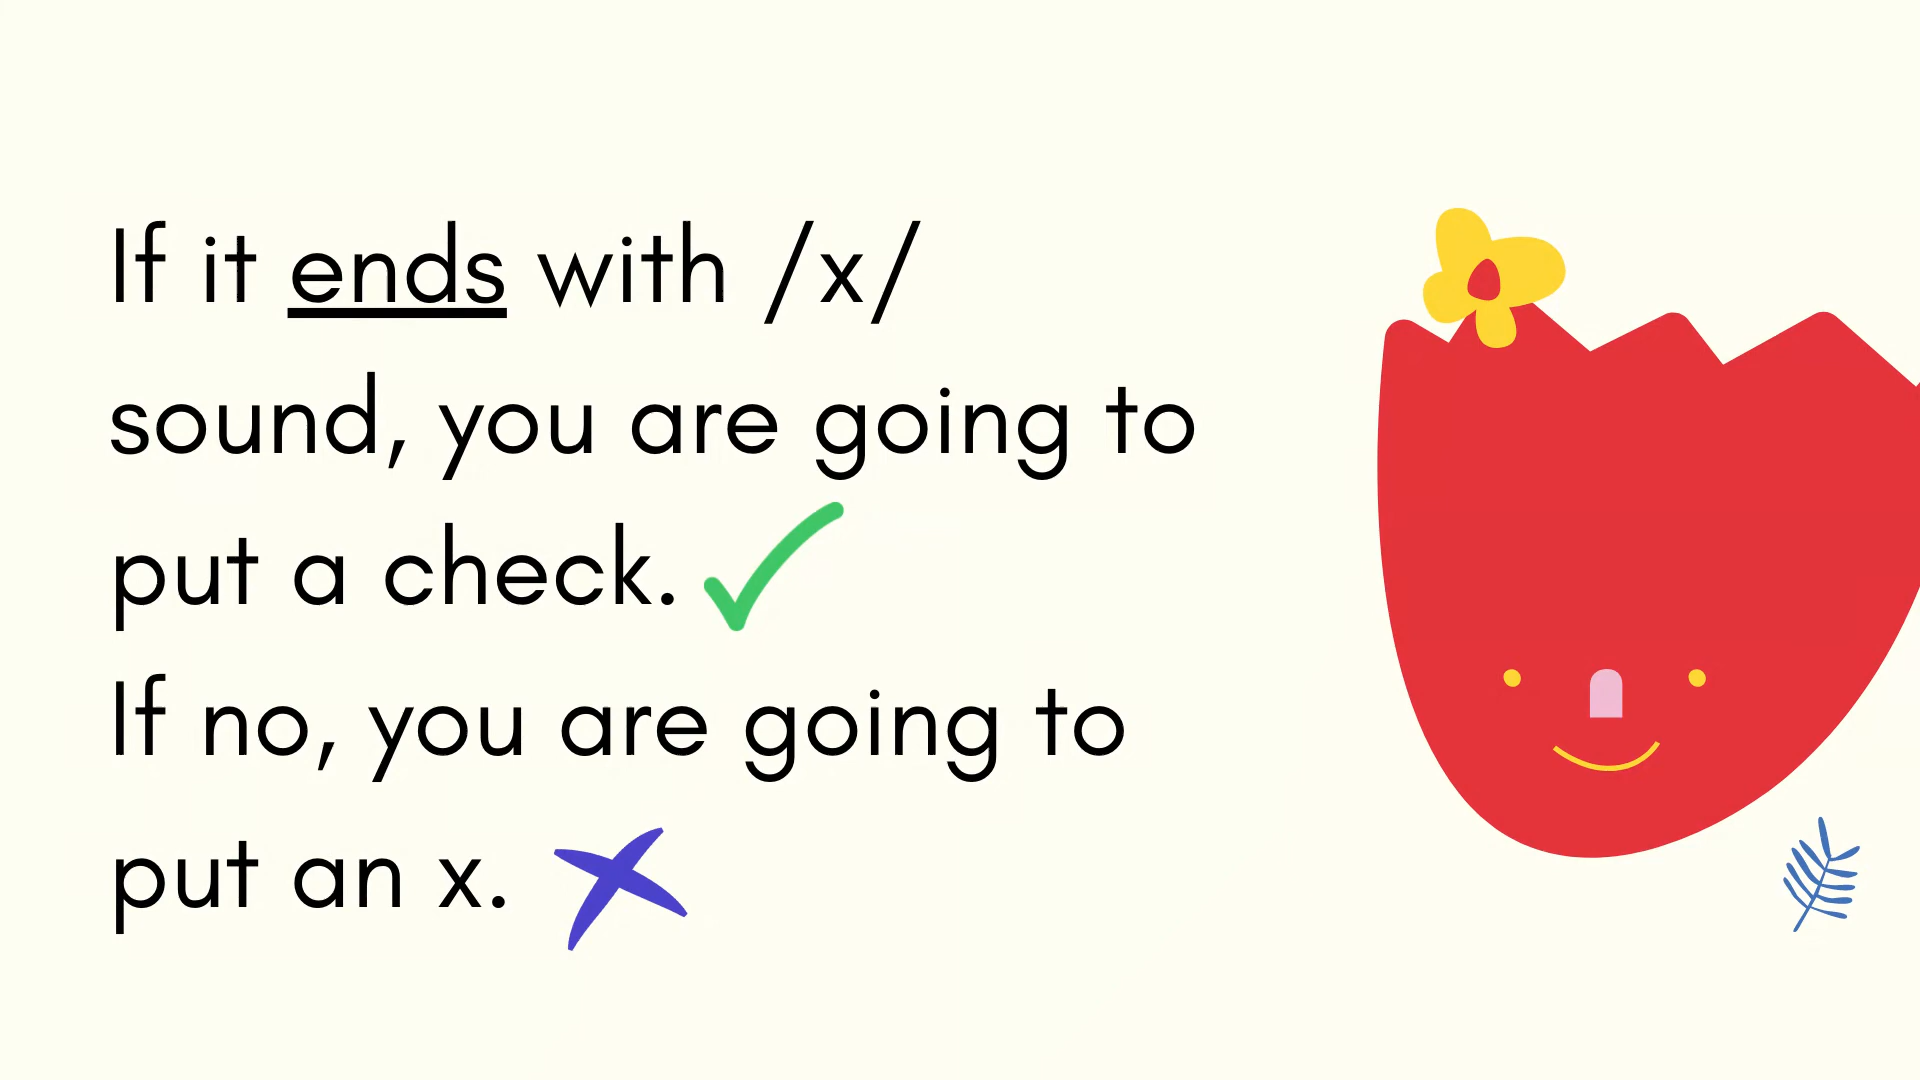 If it ends with /x/
sound, you are going to
put a check.
If no, you are going to
put an x.